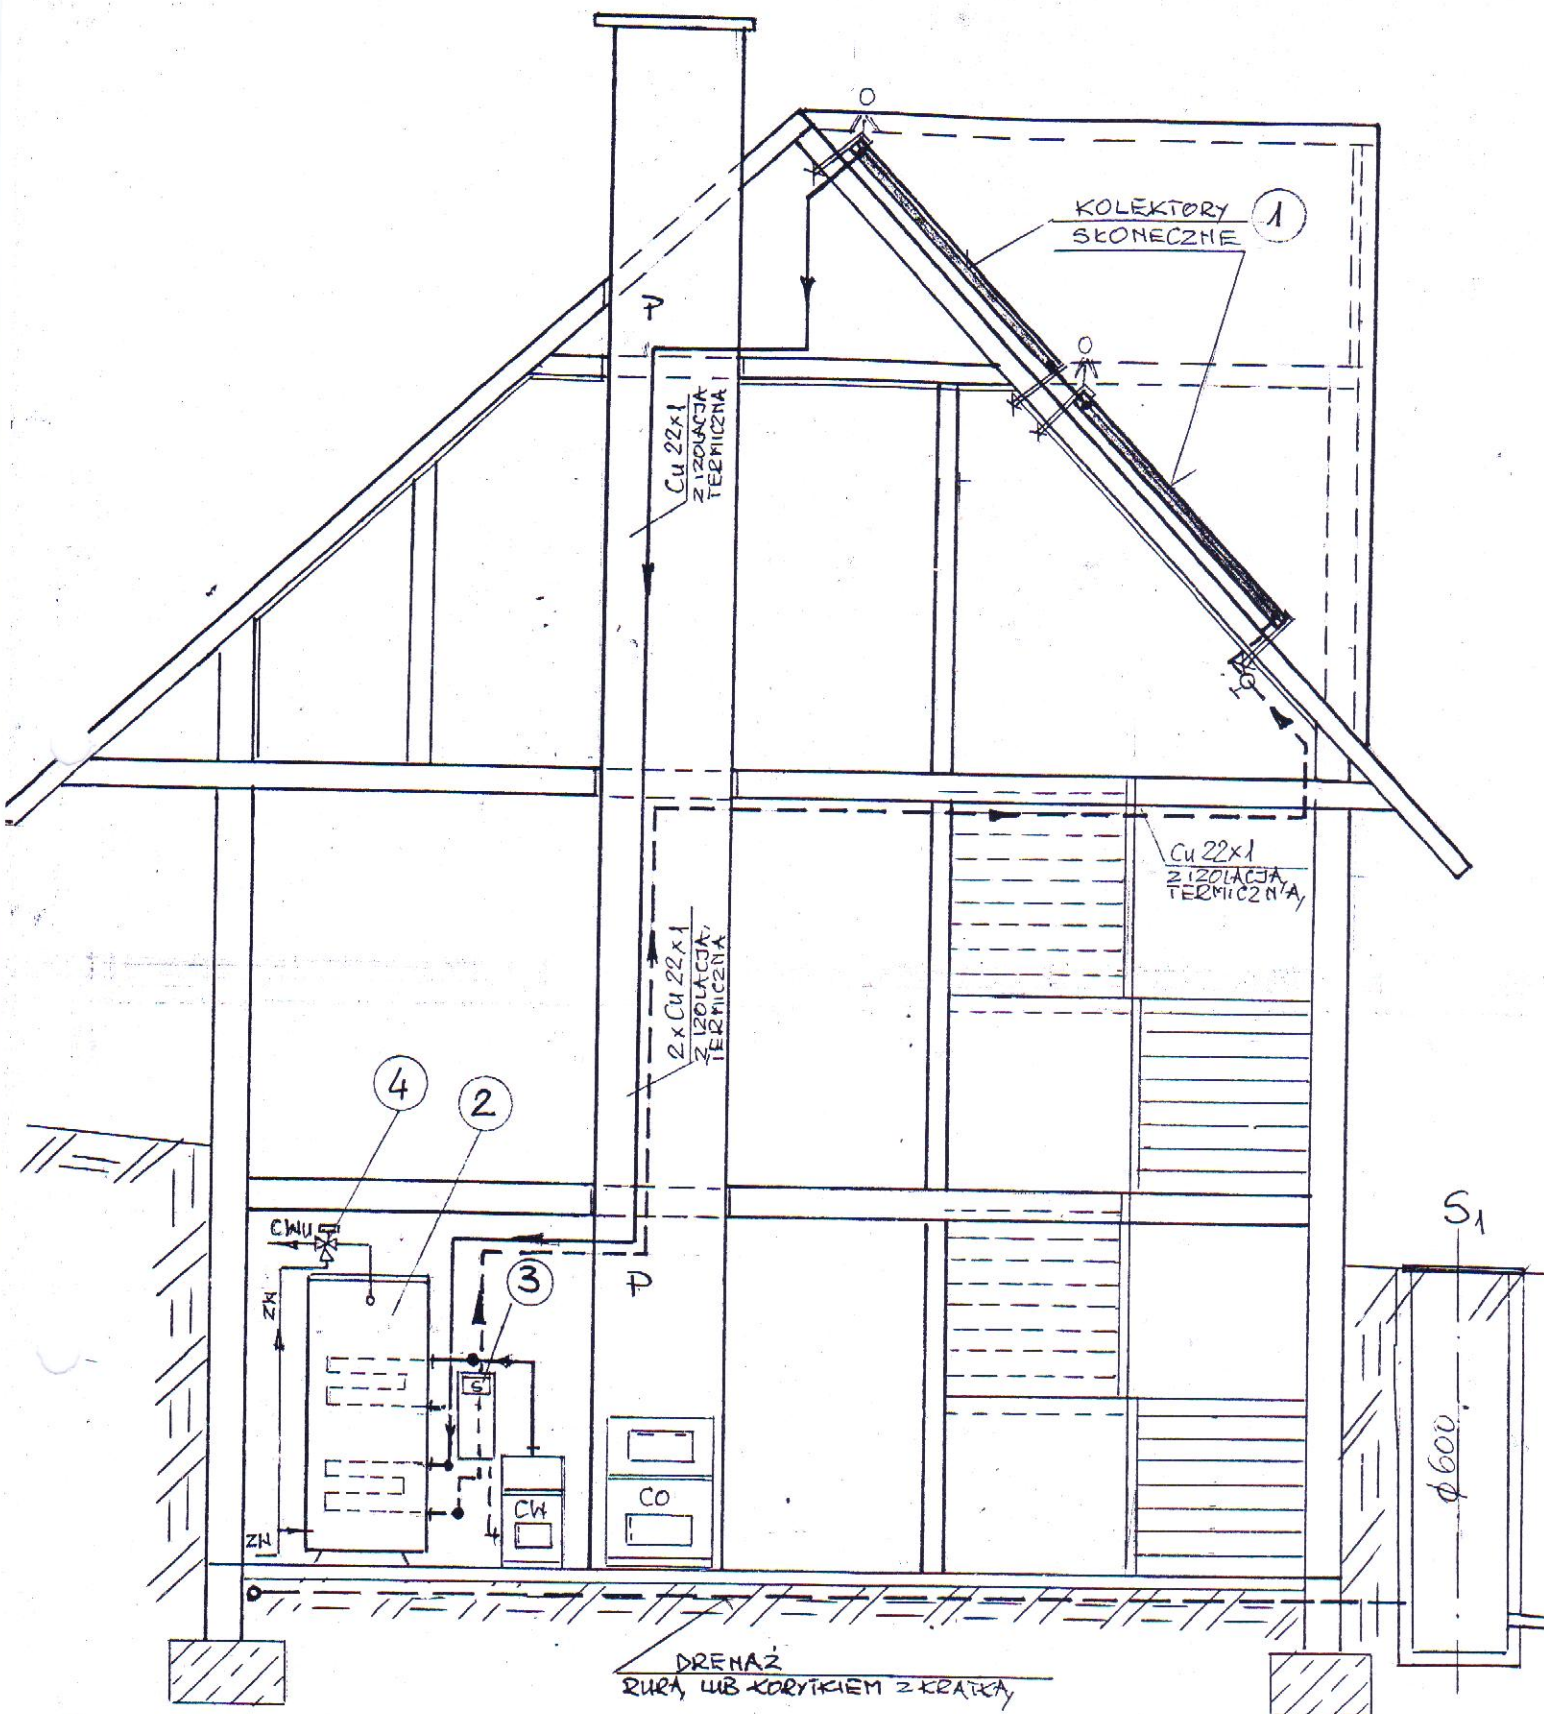 O
KOLEKTORY
SŁONECZNE
1
P
O
Cu 22x1
Z IZOLACJĄ
TERMICZNĄ
Cu 22x1
Z IZOLACJĄ
TERMICZNĄ
2 x Cu 22x1
Z IZOLACJĄ
TERMICZNĄ
4
2
S1
CWU
3
P
ZW
S
CO
CW
ZW
ϕ600
DRENAŻ
RURĄ LUB KORYTKIEM Z KRATKĄ